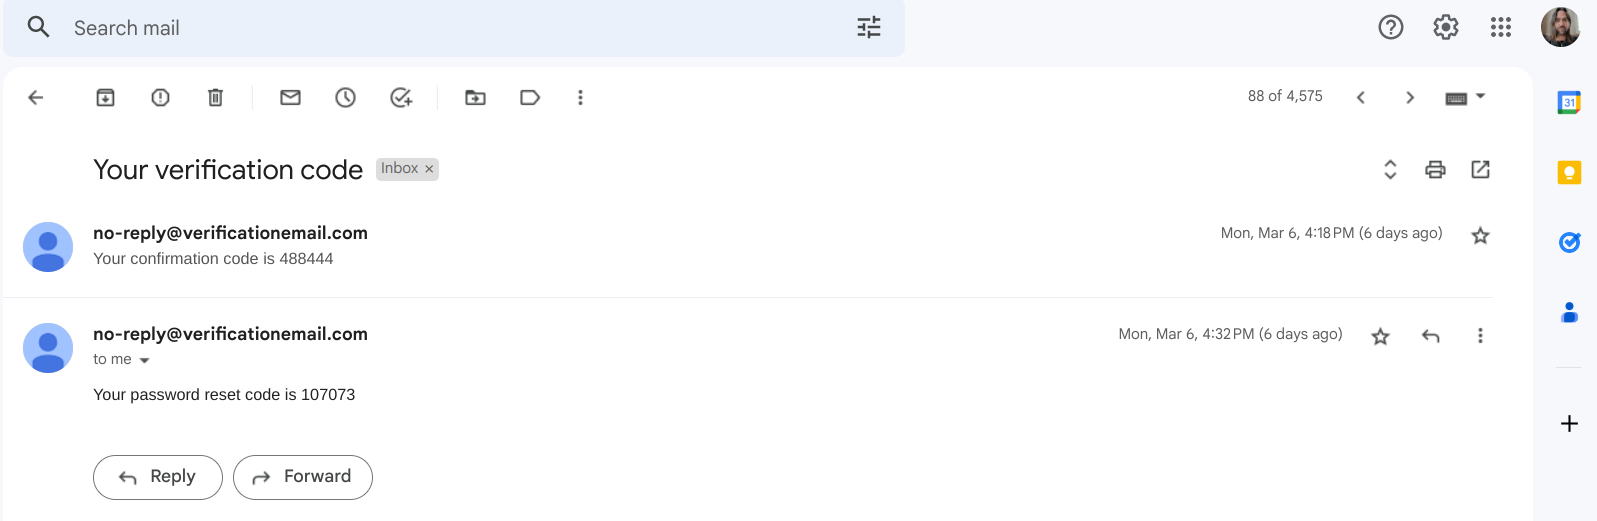 Search mail
88 of 4,575
31
Your verification code Inbox ×
no-reply@verificationemail.com Mon, Mar 6, 4:18 PM (6 days ago)
Your confirmation code is 488444
no-reply@verificationemail.com Mon, Mar 6, 4:32 PM (6 days ago)
to me
Your password reset code is 107073
Reply Forward